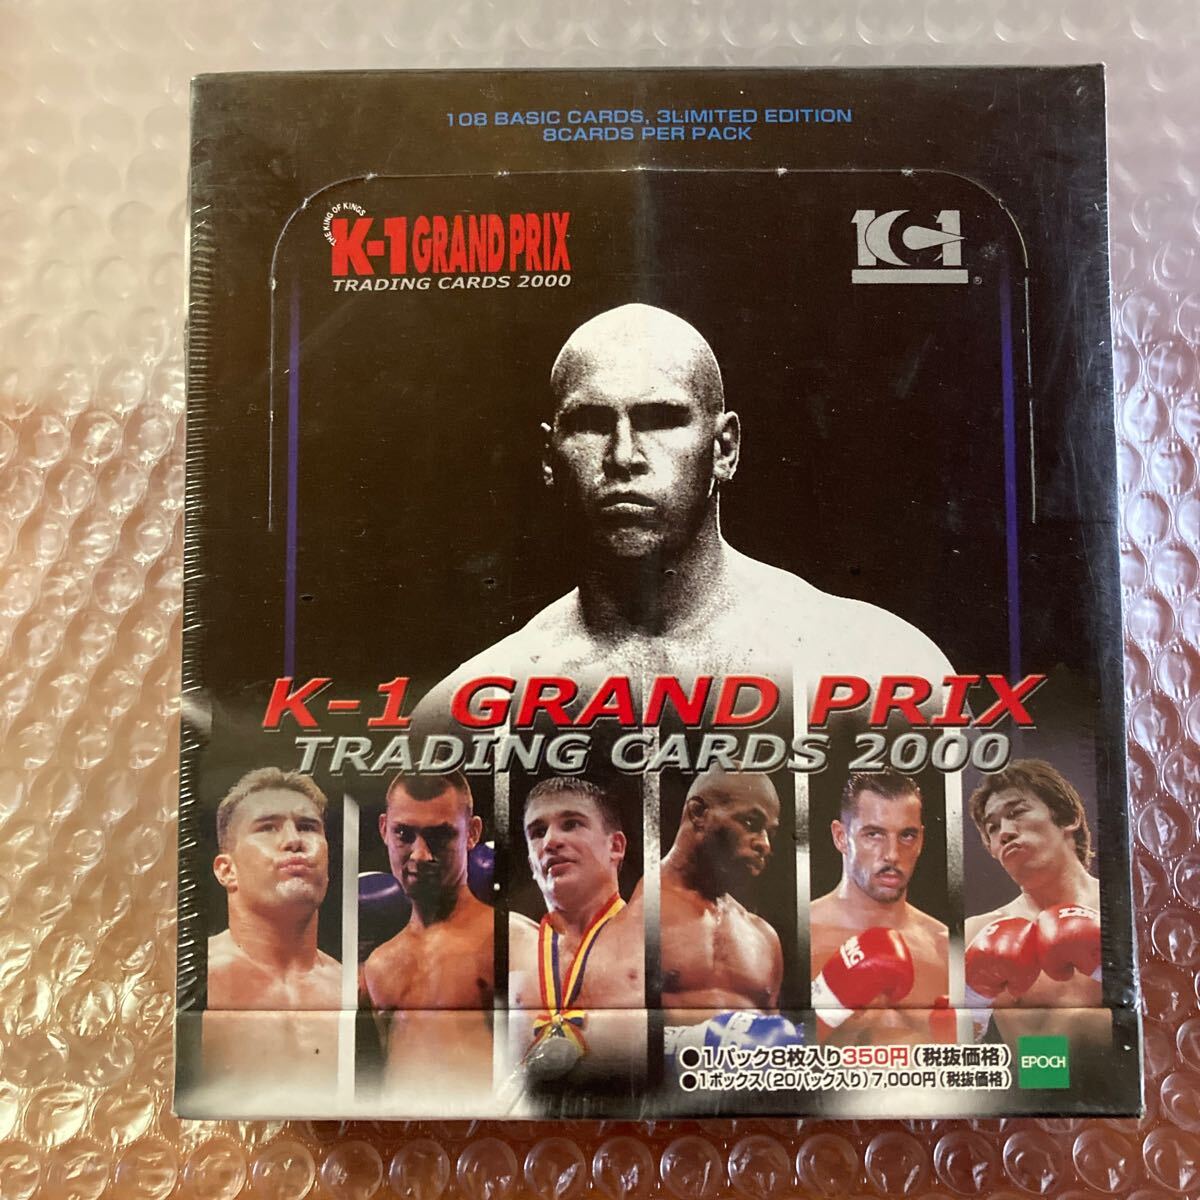 108 BASIC CARDS, 3LIMITED EDITION
8CARDS PER PACK
THE KING OF KINGS
K-1 GRAND PRIX
TRADING CARDS 2000
K-1
®
K-1 GRAND PRIX
TRADING CARDS 2000
●1パック8枚入り350円(税抜価格)
●1ボックス(20パック入り)7,000円(税抜価格)
EPOCH